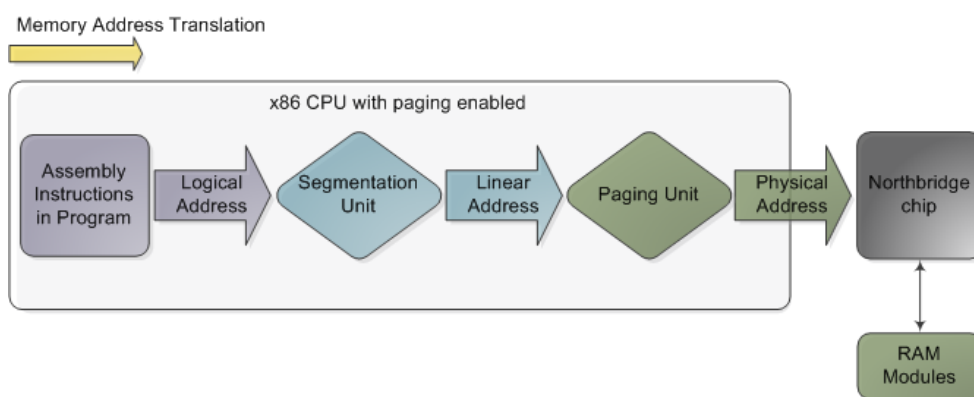 Memory Address Translation
x86 CPU with paging enabled
Assembly
Instructions
in Program
Logical
Address
Segmentation
Unit
Linear
Address
Paging Unit
Physical
Address
Northbridge
chip
RAM
Modules